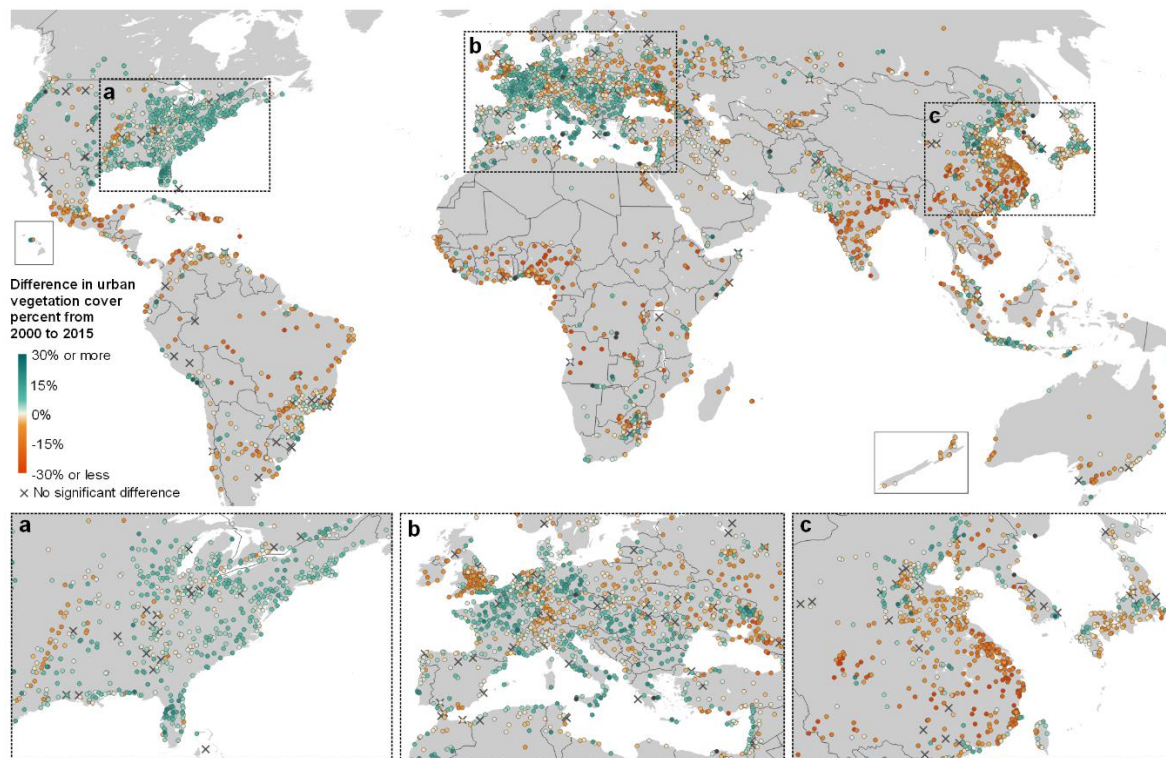 a
b
c
Difference in urban
vegetation cover
percent from
2000 to 2015
30% or more
15%
0%
-15%
-30% or less
× No significant difference
a
b
c